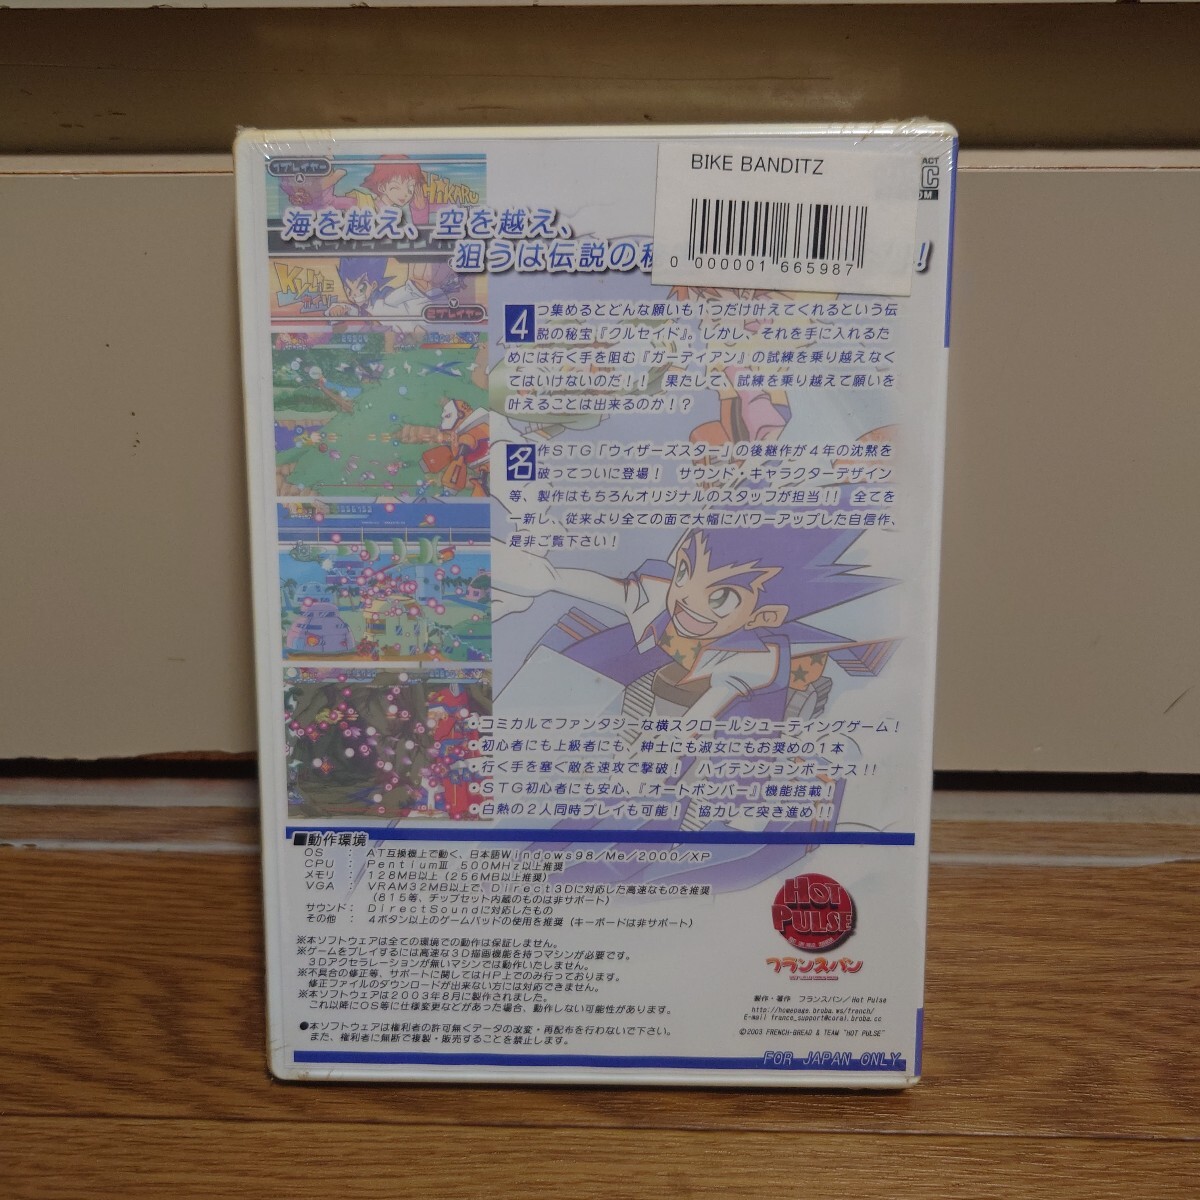 BIKE BANDITZ
0 000001 665987
1プレイヤー
HIKARU
海を越え、空を越え、
狙うは伝説の秘
!
KUJIE
2プレイヤー
4つ集めるとどんな願いも1つだけ叶えてくれるという伝
説の秘宝『クルセイド』。しかし、それを手に入れるた
めには行く手を阻む『ガーディアン』の試練を乗り越えなく
てはいけないのだ!! 果たして、試練を乗り越えて願いを
叶えることは出来るのか!?
名作STG「ウィザーズスター」の後継作が4年の沈黙を
破ってついに登場! サウンド・キャラクターデザイン
等、製作はもちろんオリジナルのスタッフが担当!! 全てを
一新し、従来より全ての面で大幅にパワーアップした自信作、
是非ご覧下さい!
●コミカルでファンタジーな横スクロールシューティングゲーム!
●初心者にも上級者にも、紳士にも淑女にもお奨めの1本
●行く手を塞ぐ敵を速攻で撃破! ハイテンションボーナス!!
●STG初心者にも安心、『オートボンバー』機能搭載!
●白熱の2人同時プレイも可能! 協力して突き進め!!
■動作環境
OS : AT互換機上で動く、日本語Windows98/Me/2000/XP
CPU : PentiumⅢ 500MHz以上推奨
メモリ : 128MB以上(256MB以上推奨)
VGA : VRAM32MB以上で、Direct3Dに対応した高速なものを推奨
(815等、チップセット内蔵のものは非サポート)
サウンド: DirectSoundに対応したもの
その他 : 4ボタン以上のゲームパッドの使用を推奨(キーボードは非サポート)
※本ソフトウェアは全ての環境での動作は保証しません。
※ゲームをプレイするには高速な3D描画機能を持つマシンが必要です。
3Dアクセラレーションが無いマシンでは動作いたしません。
※不具合の修正等、サポートに関してはHP上でのみ行っております。
修正ファイルのダウンロードが出来ない方には対応できません。
※本ソフトウェアは2003年8月に製作されました。
これ以降にOS等に仕様変更などがあった場合、動作しない可能性があります。
●本ソフトウェアは権利者の許可無くデータの改変・再配布を行わないで下さい。
また、権利者に無断で複製・販売することを禁止します。
HOT
PULSE
フランスパン
製作・著作 フランスパン/Hot Pulse
http://homepage.broba.ws/french/
E-mail france_support@coral.broba.cc
©2003 FRENCH-BREAD & TEAM "HOT PULSE"
FOR JAPAN ONLY